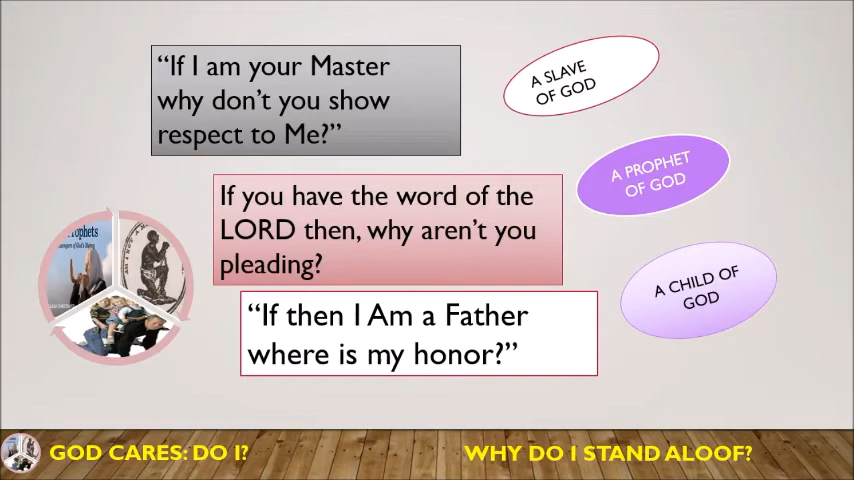 “If I am your Master
why don’t you show
respect to Me?”
A SLAVE
OF GOD
If you have the word of the
LORD then, why aren’t you
pleading?
A PROPHET
OF GOD
“If then I Am a Father
where is my honor?”
A CHILD OF
GOD
GOD CARES: DO I?
WHY DO I STAND ALOOF?